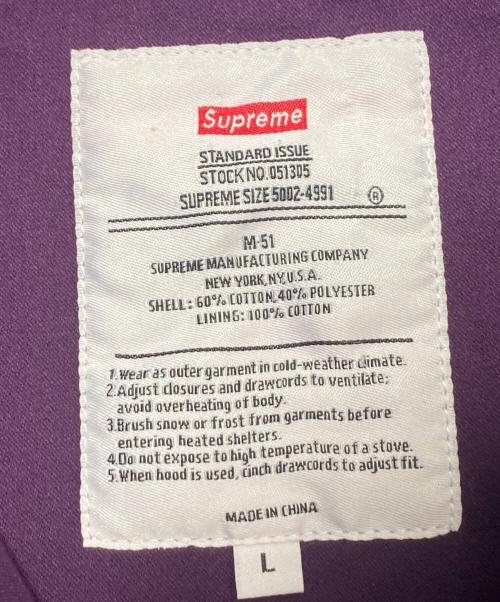 Supreme
STANDARD ISSUE
STOCK NO. 051305
SUPREME SIZE 5002-4991 ®
M-51
SUPREME MANUFACTURING COMPANY
NEW YORK, NY, U.S.A.
SHELL: 60% COTTON, 40% POLYESTER
LINING: 100% COTTON
1.Wear as outer garment in cold-weather climate.
2.Adjust closures and drawcords to ventilate;
avoid overheating of body.
3.Brush snow or frost from garments before
entering heated shelters.
4.Do not expose to high temperature of a stove.
5.When hood is used, cinch drawcords to adjust fit.
MADE IN CHINA
L